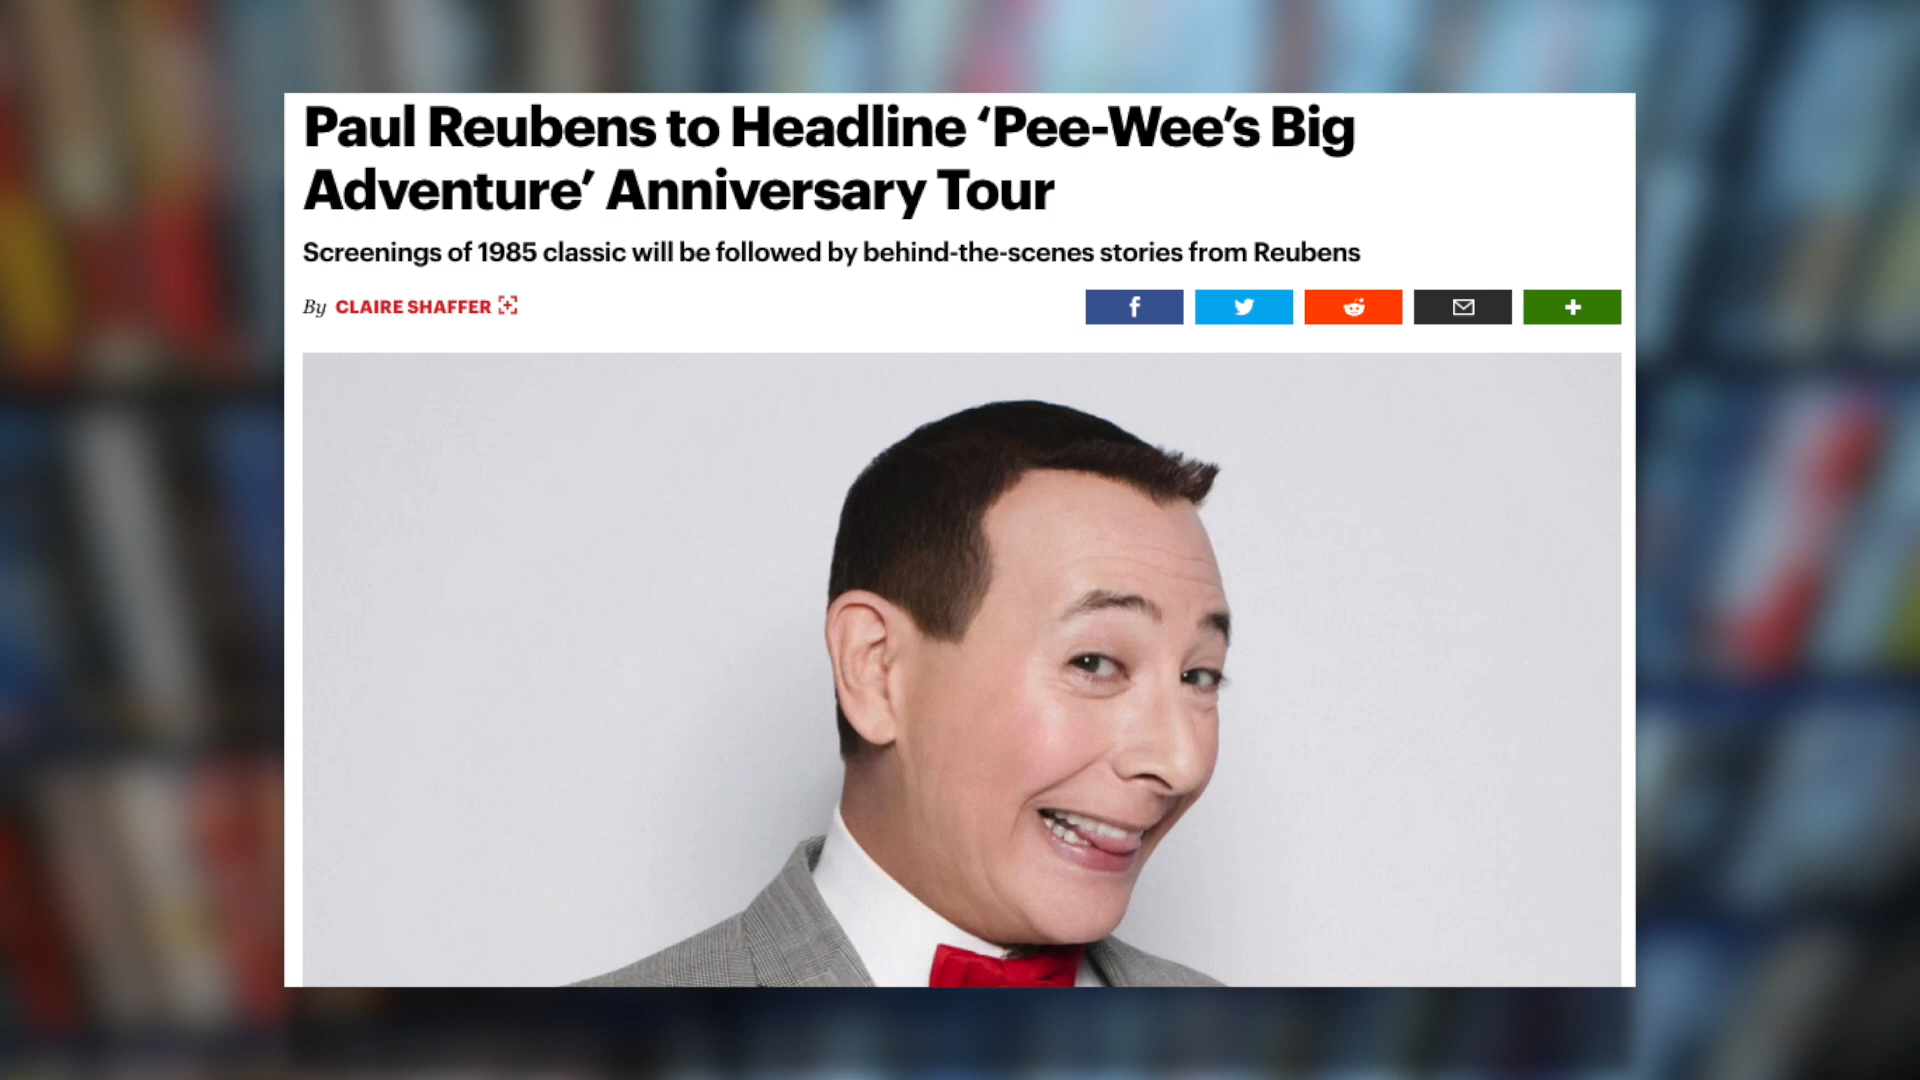 Paul Reubens to Headline ‘Pee-Wee’s Big
Adventure’ Anniversary Tour
Screenings of 1985 classic will be followed by behind-the-scenes stories from Reubens
By CLAIRE SHAFFER